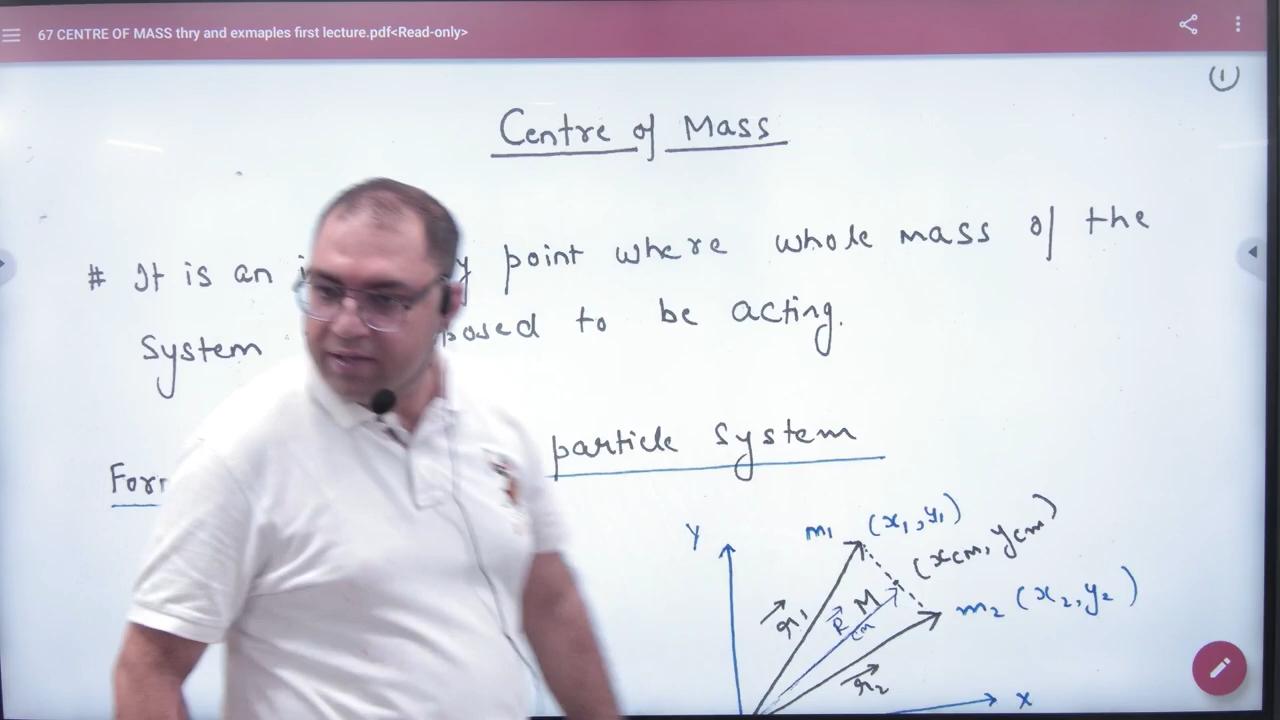 67 CENTRE OF MASS thry and exmaples first lecture.pdf<Read-only>
1
Centre of Mass
# It is an point where whole mass of the
System to be acting.
particle System
Y
m1 (x1, y1)
(xcm, ycm)
r1
M
Rcm
m2 (x2, y2)
r2
X